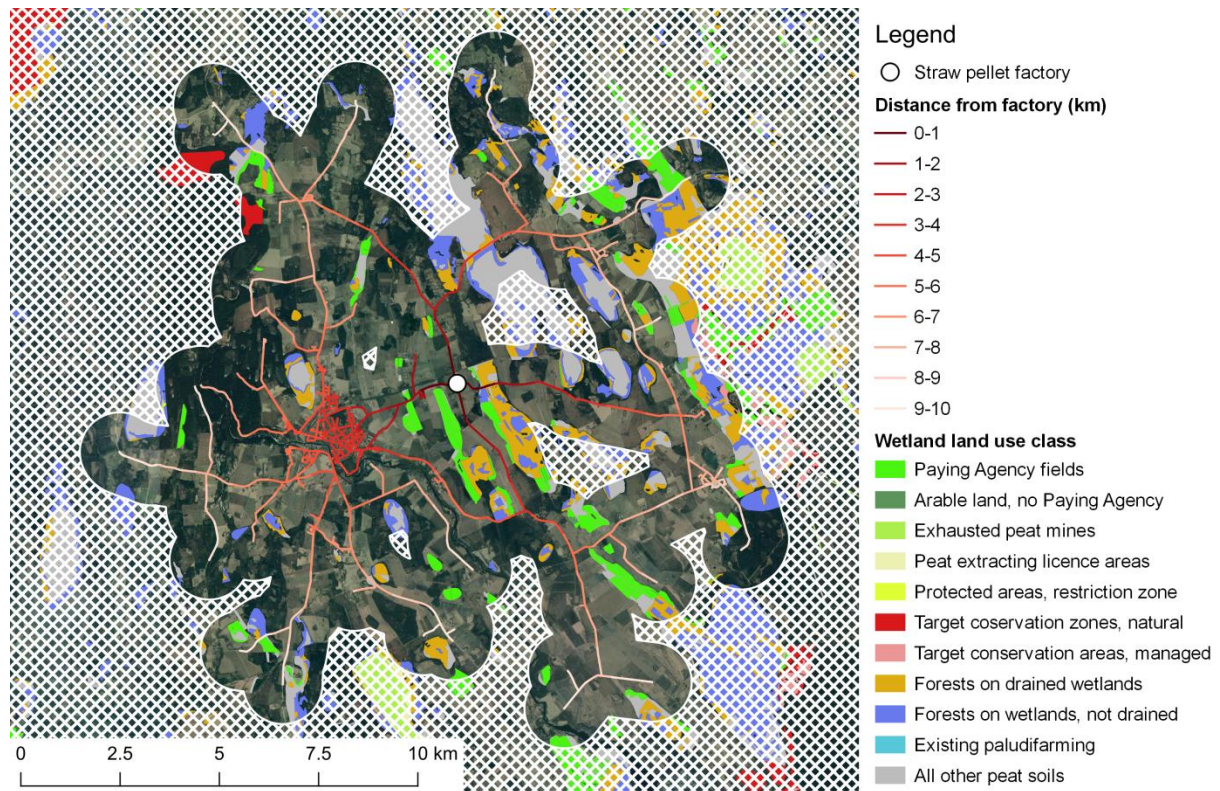 Legend
Straw pellet factory
Distance from factory (km)
0-1
1-2
2-3
3-4
4-5
5-6
6-7
7-8
8-9
9-10
Wetland land use class
Paying Agency fields
Arable land, no Paying Agency
Exhausted peat mines
Peat extracting licence areas
Protected areas, restriction zone
Target coservation zones, natural
Target conservation areas, managed
Forests on drained wetlands
Forests on wetlands, not drained
Existing paludifarming
All other peat soils
0 2.5 5 7.5 10 km